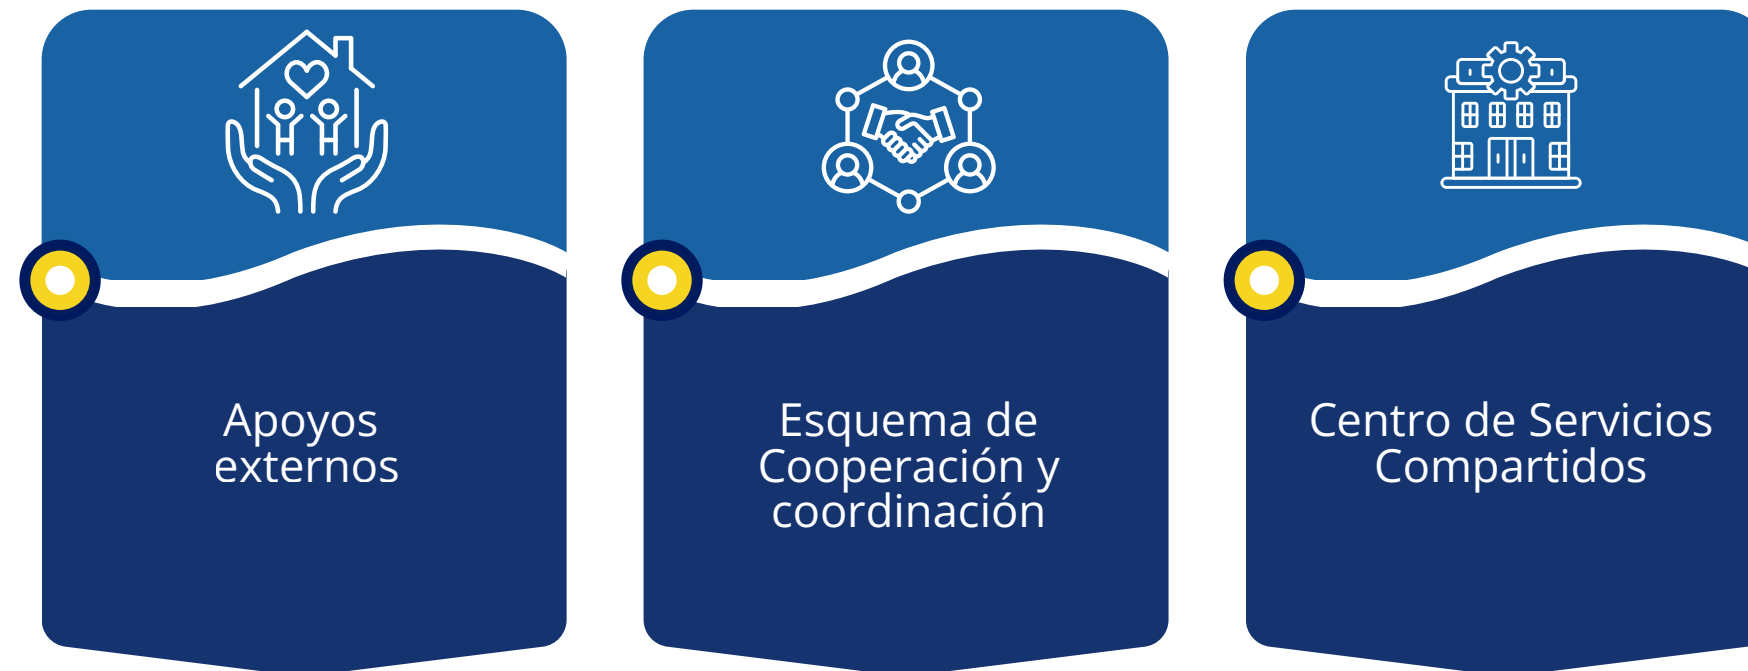 Apoyos
externos
Esquema de
Cooperación y
coordinación
Centro de Servicios
Compartidos